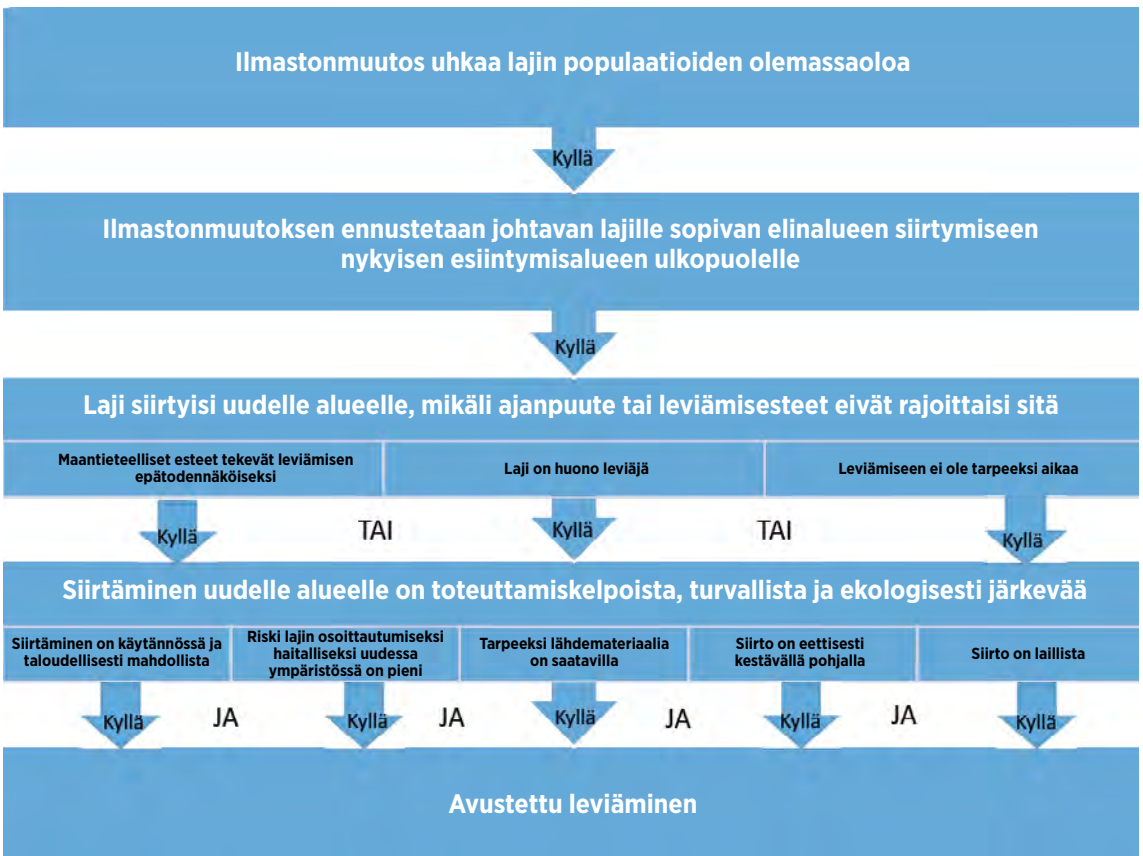 Ilmastonmuutos uhkaa lajin populaatioiden olemassaoloa
Kyllä
Ilmastonmuutoksen ennustetaan johtavan lajille sopivan elinalueen siirtymiseen
nykyisen esiintymisalueen ulkopuolelle
Kyllä
Laji siirtyisi uudelle alueelle, mikäli ajanpuute tai leviämisesteet eivät rajoittaisi sitä
Maantieteelliset esteet tekevät leviämisen
epätodennäköiseksi
Laji on huono leviäjä
Leviämiseen ei ole tarpeeksi aikaa
Kyllä
TAI
Kyllä
TAI
Kyllä
Siirtäminen uudelle alueelle on toteuttamiskelpoista, turvallista ja ekologisesti järkevää
Siirtäminen on käytännössä ja
taloudellisesti mahdollista
Riski lajin osoittautumiseksi
haitalliseksi uudessa
ympäristössä on pieni
Tarpeeksi lähdemateriaalia
on saatavilla
Siirto on eettisesti
kestävällä pohjalla
Siirto on laillista
Kyllä
JA
Kyllä
JA
Kyllä
JA
Kyllä
JA
Kyllä
Avustettu leviäminen